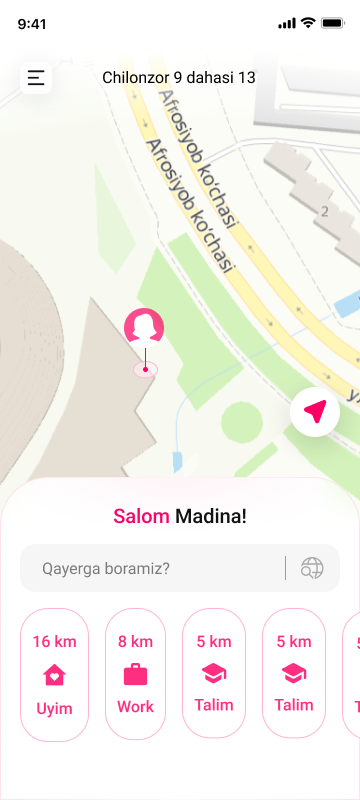 9:41
Chilonzor 9 dahasi 13
Afrosiyob ko'chasi
Afrosiyob ko'chasi
2
Salom Madina!
Qayerga boramiz?
16 km
8 km
5 km
5 km
Uyim
Work
Talim
Talim